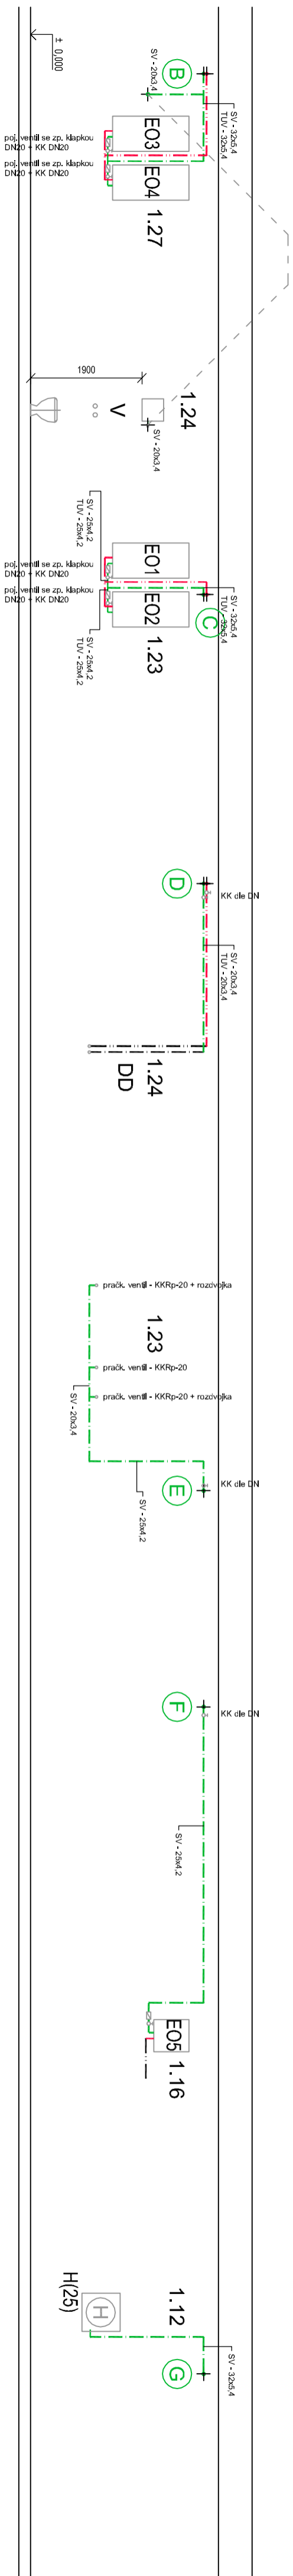 ± 0,000
SV - 20x3,4
B
SV - 32x5,4
TUV - 32x5,4
EO3
EO4
1.27
poj. ventil se zp. klapkou
DN20 + KK DN20
poj. ventil se zp. klapkou
DN20 + KK DN20
1900
V
1.24
SV - 20x3,4
SV - 25x4,2
TUV - 25x4,2
EO1
EO2
1.23
SV - 32x5,4
TUV - 32x5,4
C
poj. ventil se zp. klapkou
DN20 + KK DN20
poj. ventil se zp. klapkou
DN20 + KK DN20
SV - 25x4,2
TUV - 25x4,2
D
KK dle DN
SV - 20x3,4
TUV - 20x3,4
1.24
DD
pračk. ventil - KKRp-20 + rozdvojka
1.23
pračk. ventil - KKRp-20
pračk. ventil - KKRp-20 + rozdvojka
SV - 20x3,4
SV - 25x4,2
KK dle DN
E
F
KK dle DN
SV - 25x4,2
EO5
1.16
H(25)
H
1.12
SV - 32x5,4
G